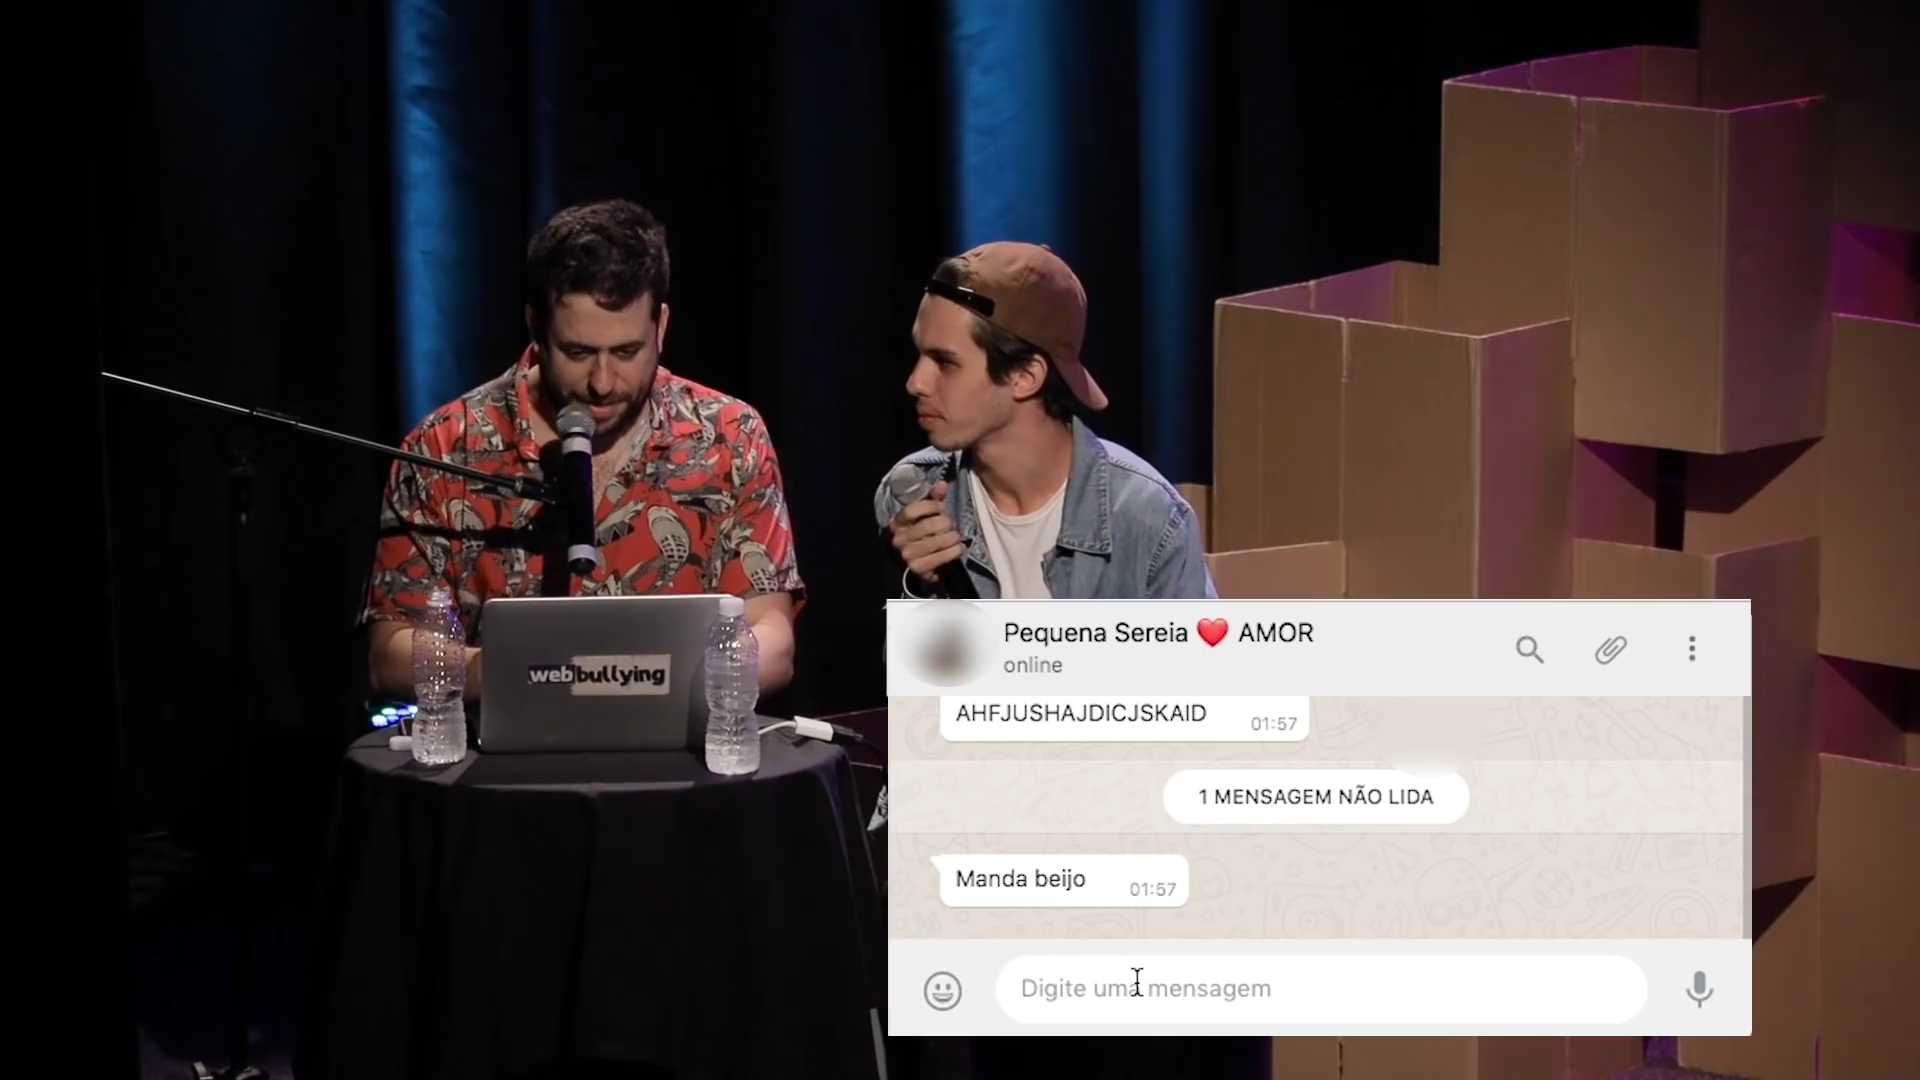 webbullying
Pequena Sereia ❤️ AMOR
online
AHFJUSHAJDICJSKAID 01:57
1 MENSAGEM NÃO LIDA
Manda beijo 01:57
Digite uma mensagem